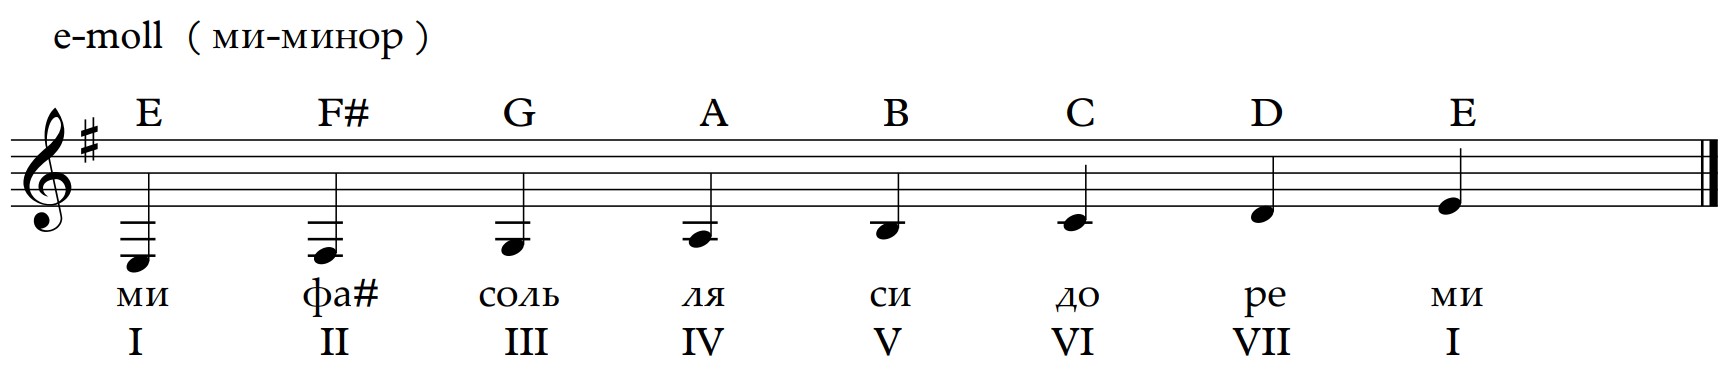 e-moll ( ми-минор )
E F# G A B C D E
ми фа# соль ля си до ре ми
I II III IV V VI VII I